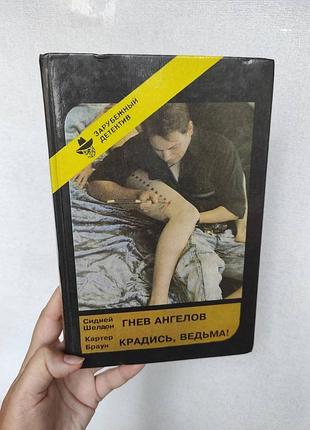 ЗАРУБЕЖНЫЙ
ДЕТЕКТИВ
Сидней
Шелдон
ГНЕВ АНГЕЛОВ
Картер
Браун
КРАДИСЬ, ВЕДЬМА!